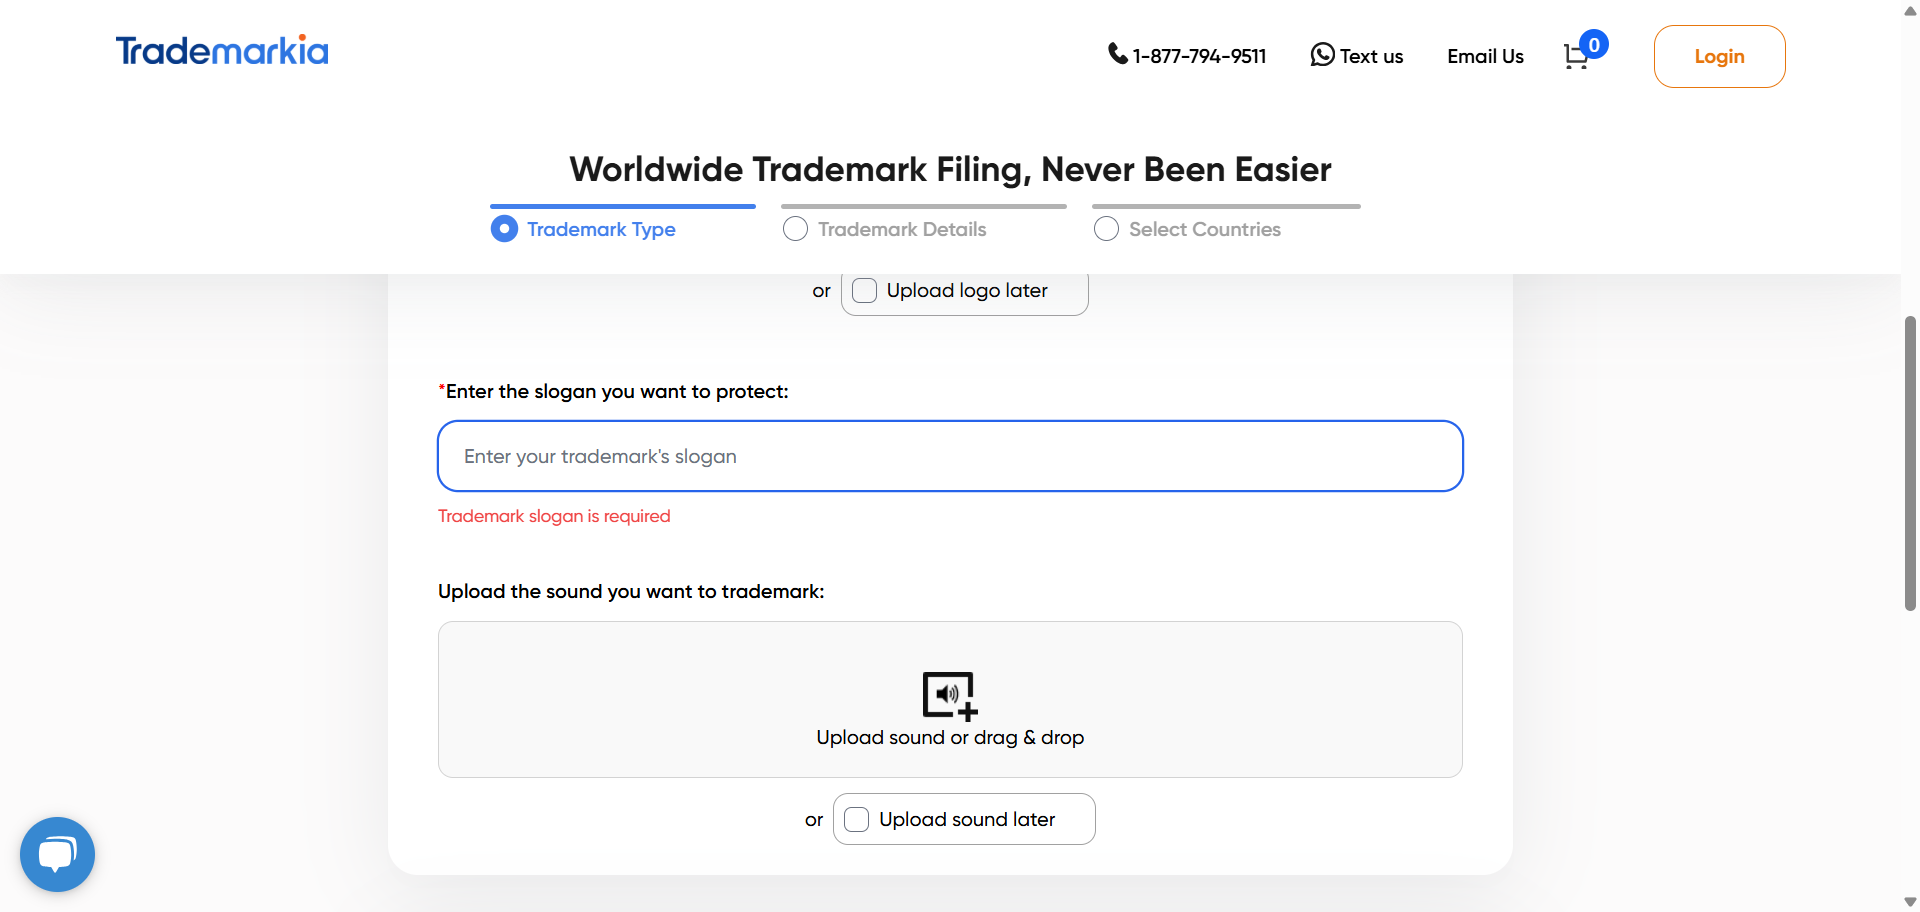 Trademarkia
1-877-794-9511
Text us
Email Us
0
Login
Worldwide Trademark Filing, Never Been Easier
Trademark Type
Trademark Details
Select Countries
or
Upload logo later
*Enter the slogan you want to protect:
Enter your trademark's slogan
Trademark slogan is required
Upload the sound you want to trademark:
Upload sound or drag & drop
or
Upload sound later